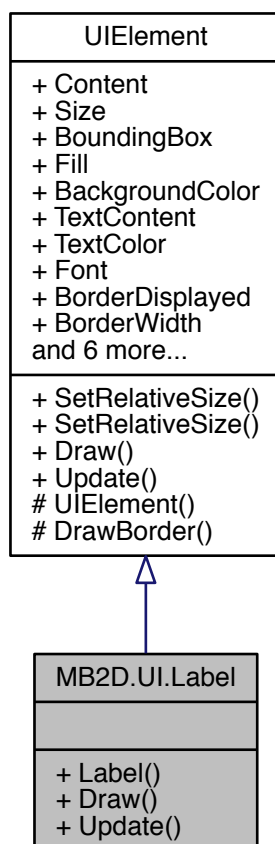 UIElement
+ Content
+ Size
+ BoundingBox
+ Fill
+ BackgroundColor
+ TextContent
+ TextColor
+ Font
+ BorderDisplayed
+ BorderWidth
and 6 more...
+ SetRelativeSize()
+ SetRelativeSize()
+ Draw()
+ Update()
# UIElement()
# DrawBorder()
MB2D.UI.Label
+ Label()
+ Draw()
+ Update()